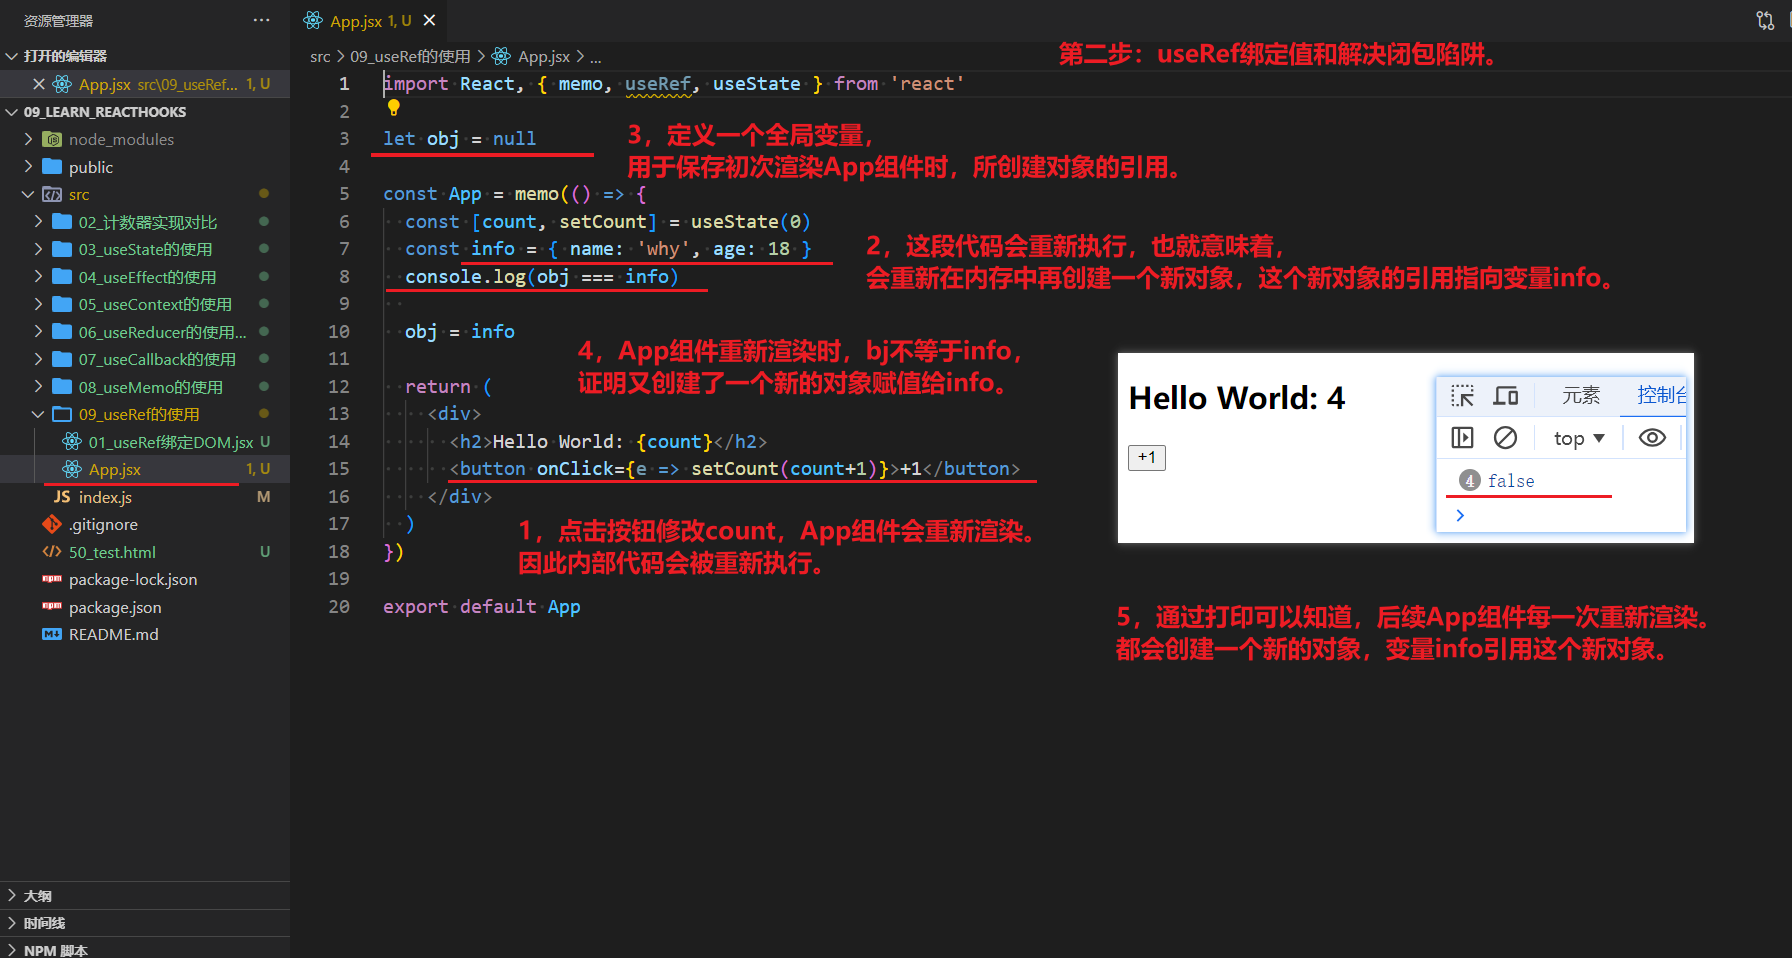 资源管理器
···
打开的编辑器
App.jsx src\09_useRef... 1, U
09_LEARN_REACTHOOKS
node_modules
public
src
02_计数器实现对比
03_useState的使用
04_useEffect的使用
05_useContext的使用
06_useReducer的使用...
07_useCallback的使用
08_useMemo的使用
09_useRef的使用
01_useRef绑定DOM.jsx U
App.jsx 1, U
JS index.js M
.gitignore
50_test.html U
package-lock.json
package.json
README.md
大纲
时间线
NPM 脚本
App.jsx 1, U
src > 09_useRef的使用 > App.jsx > ...
第二步：useRef绑定值和解决闭包陷阱。
1 import React, { memo, useRef, useState } from 'react'
2
3 let obj = null
4
5 const App = memo(() => {
6 const [count, setCount] = useState(0)
7 const info = { name: 'why', age: 18 }
8 console.log(obj === info)
9
10 obj = info
11
12 return (
13 <div>
14 <h2>Hello World: {count}</h2>
15 <button onClick={e => setCount(count+1)}>+1</button>
16 </div>
17 )
18 })
19
20 export default App
3，定义一个全局变量，
用于保存初次渲染App组件时，所创建对象的引用。
2，这段代码会重新执行，也就意味着，
会重新在内存中再创建一个新对象，这个新对象的引用指向变量info。
4，App组件重新渲染时，bj不等于info，
证明又创建了一个新的对象赋值给info。
1，点击按钮修改count，App组件会重新渲染。
因此内部代码会被重新执行。
Hello World: 4
+1
元素 控制台
top
4 false
5，通过打印可以知道，后续App组件每一次重新渲染。
都会创建一个新的对象，变量info引用这个新对象。